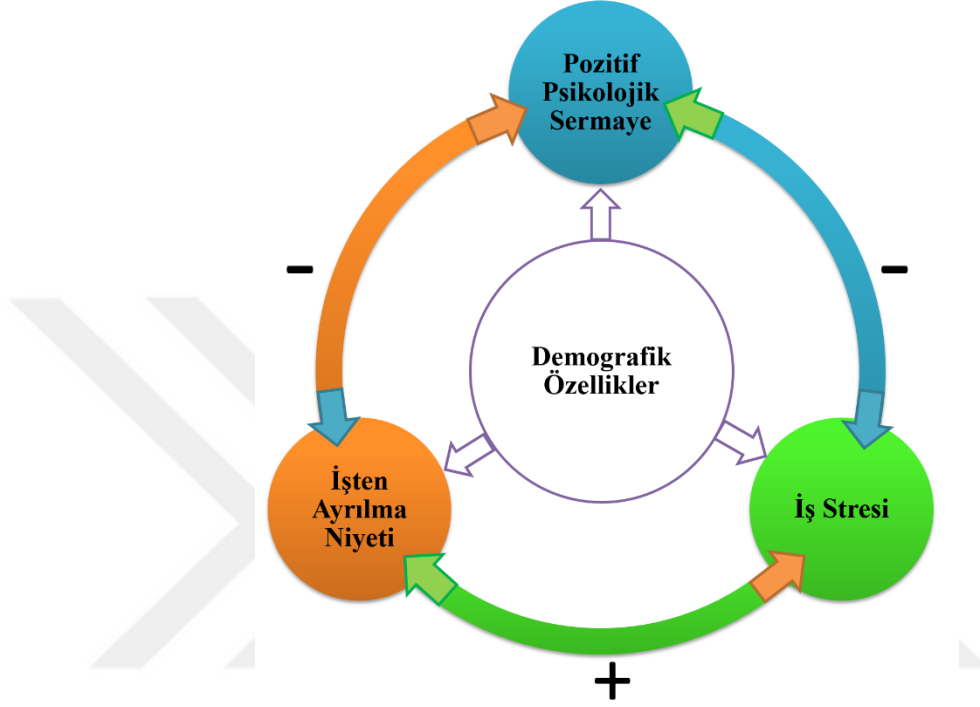 Pozitif
Psikolojik
Sermaye
-
-
Demografik
Özellikler
İşten
Ayrılma
Niyeti
İş Stresi
+